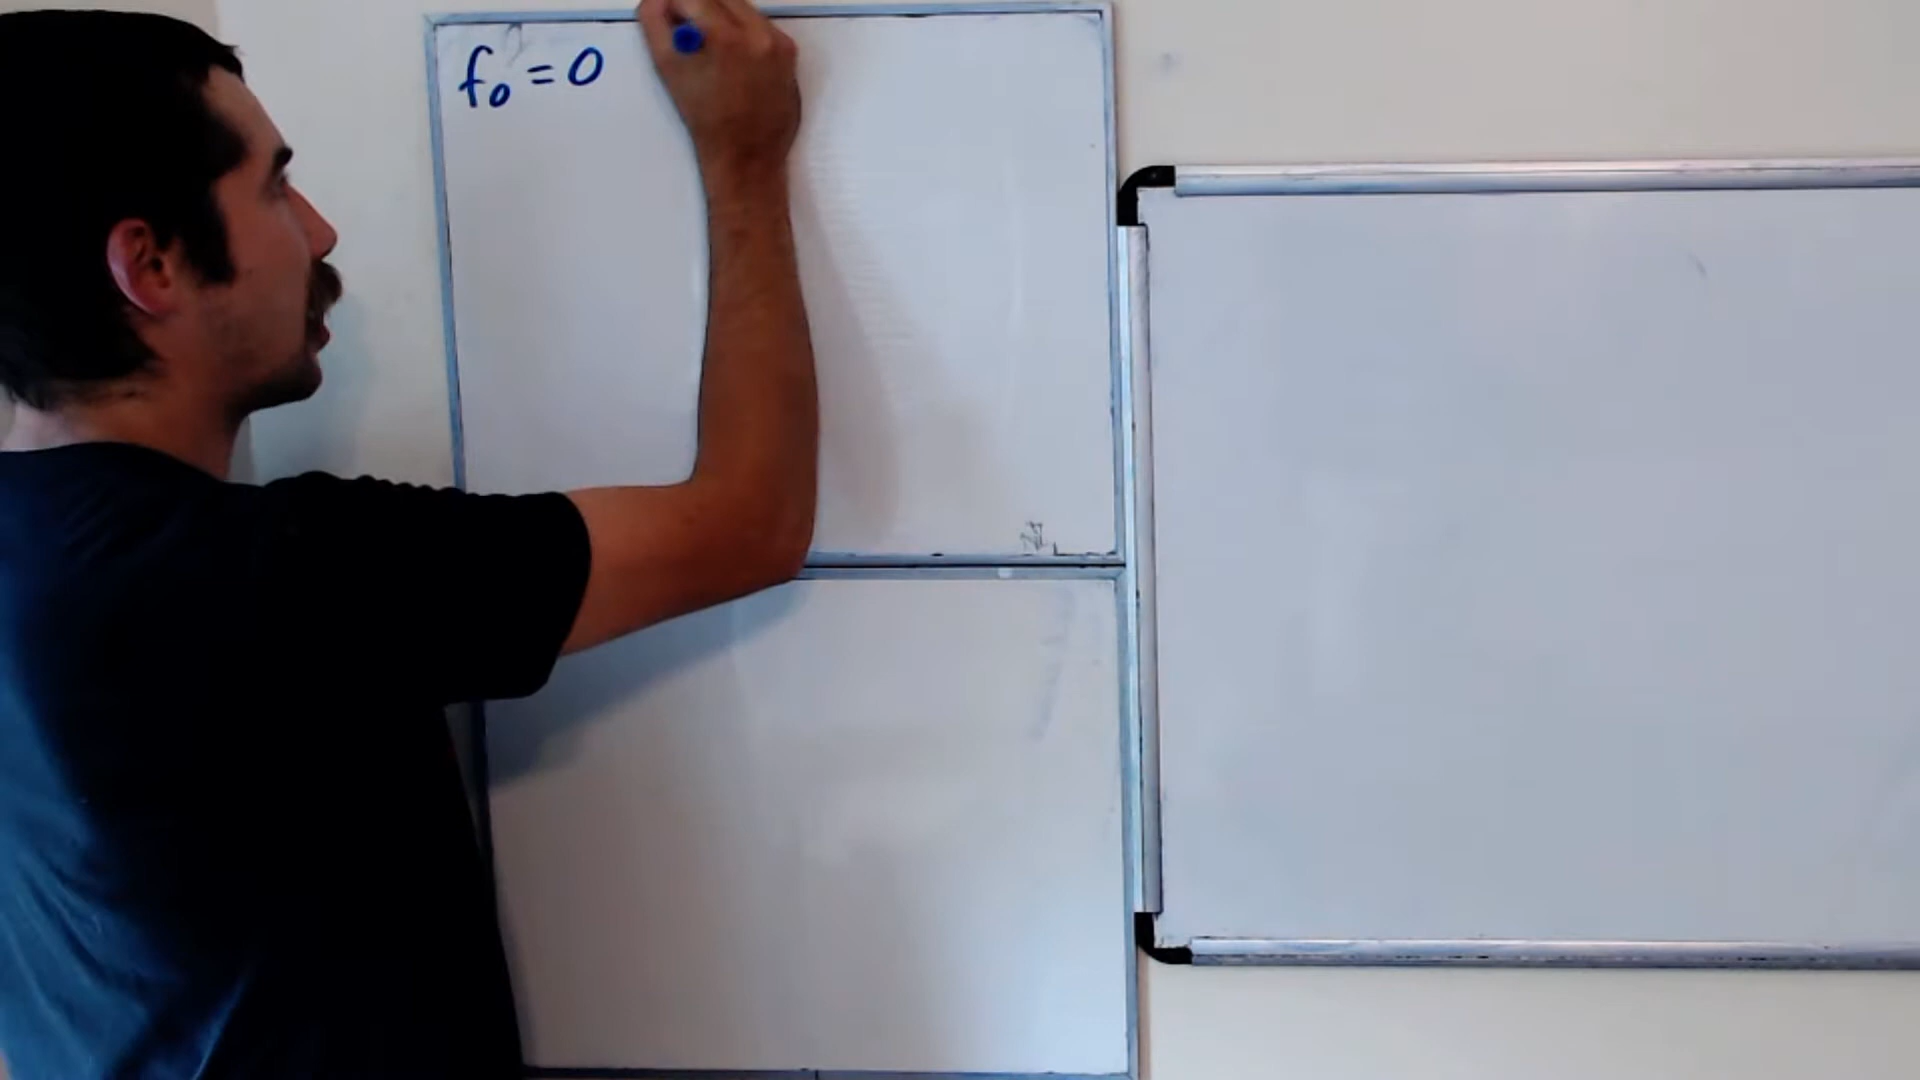 f₀ = 0